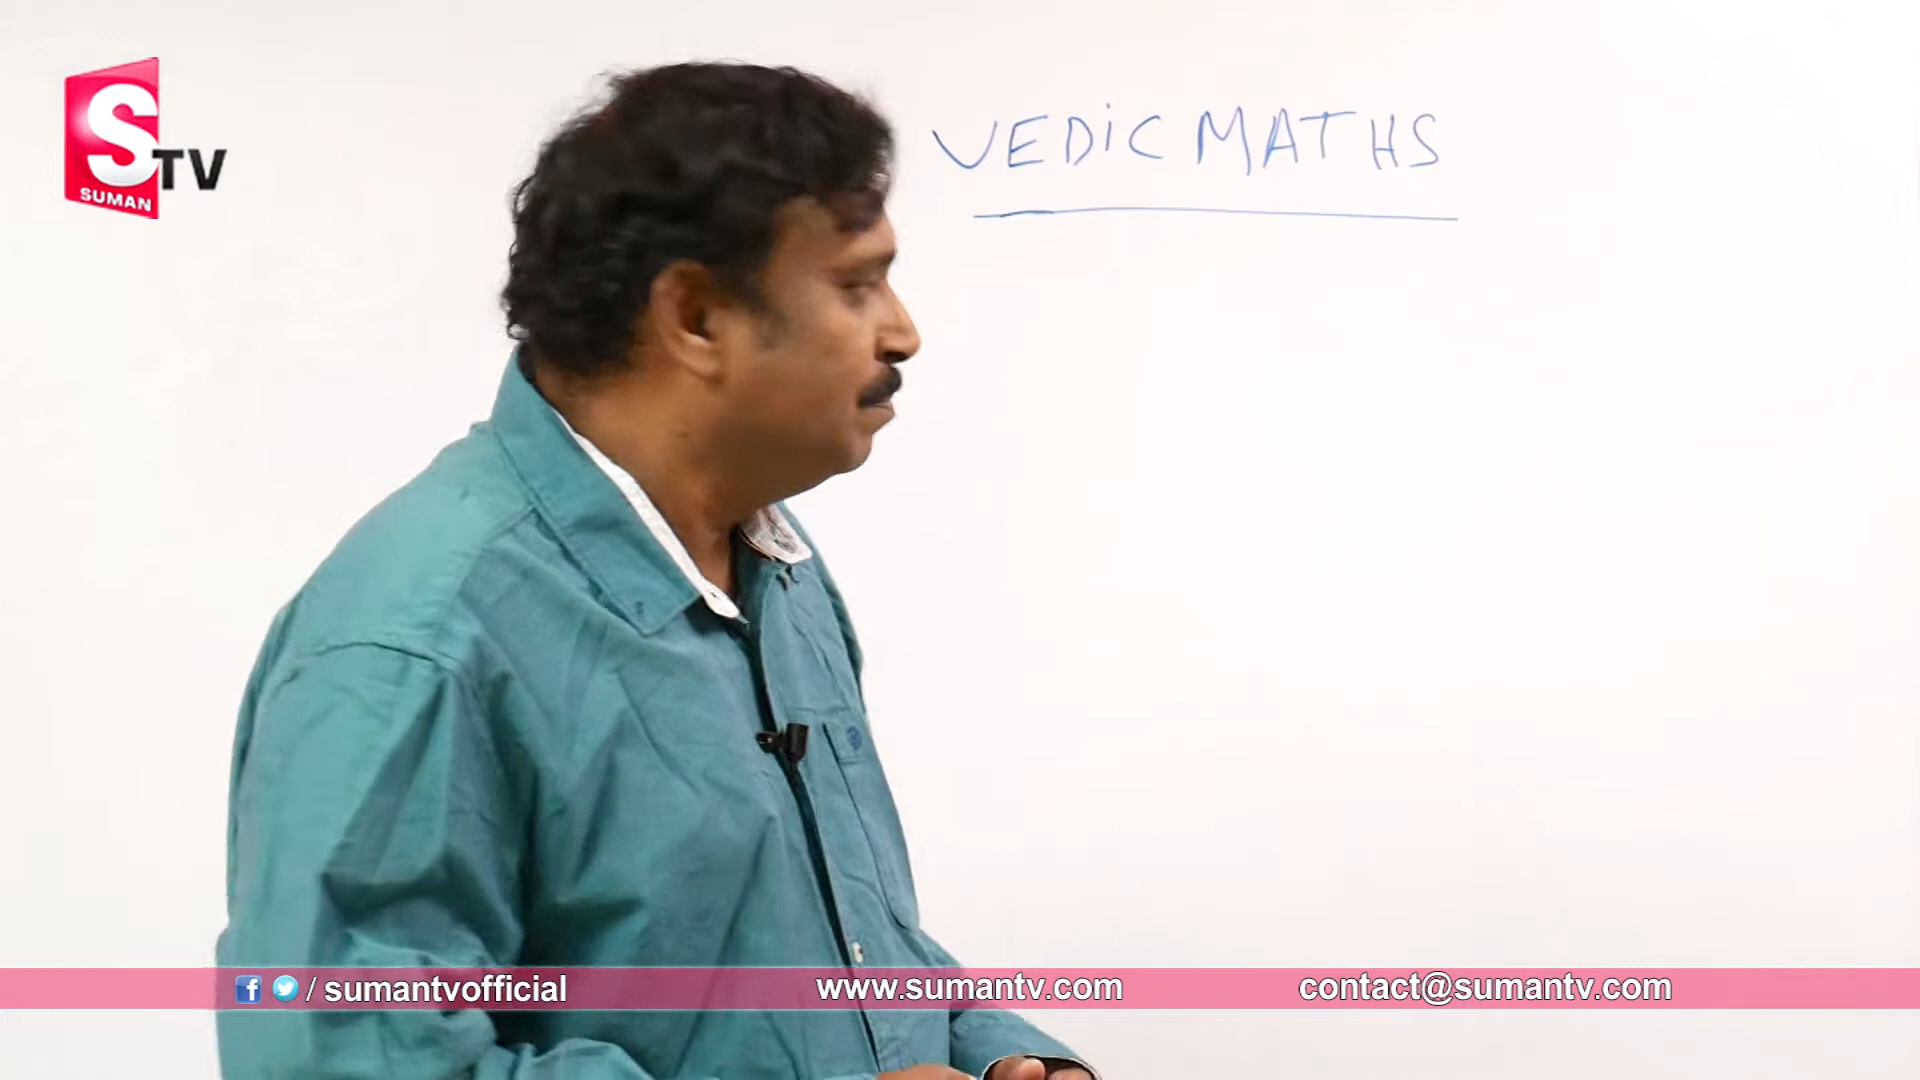 S TV
SUMAN
VEDiC MATHS
/ sumantvofficial
www.sumantv.com
contact@sumantv.com